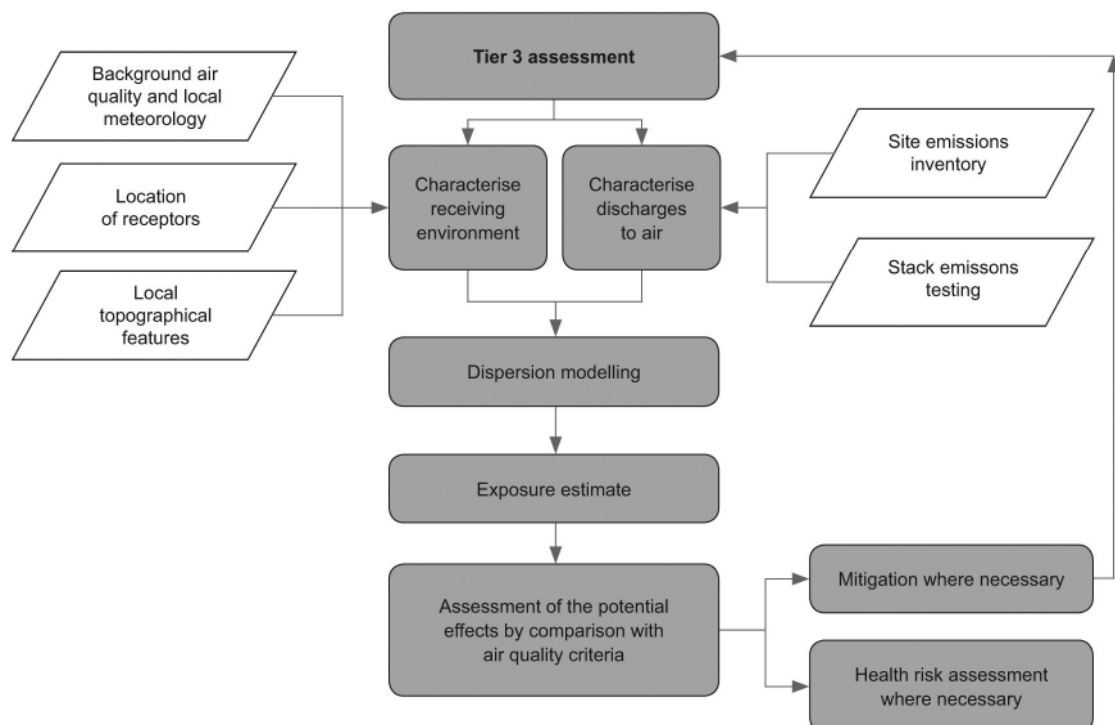 Tier 3 assessment
Background air
quality and local
meteorology
Location
of receptors
Local
topographical
features
Characterise
receiving
environment
Characterise
discharges
to air
Site emissions
inventory
Stack emissons
testing
Dispersion modelling
Exposure estimate
Assessment of the potential
effects by comparison with
air quality criteria
Mitigation where necessary
Health risk assessment
where necessary